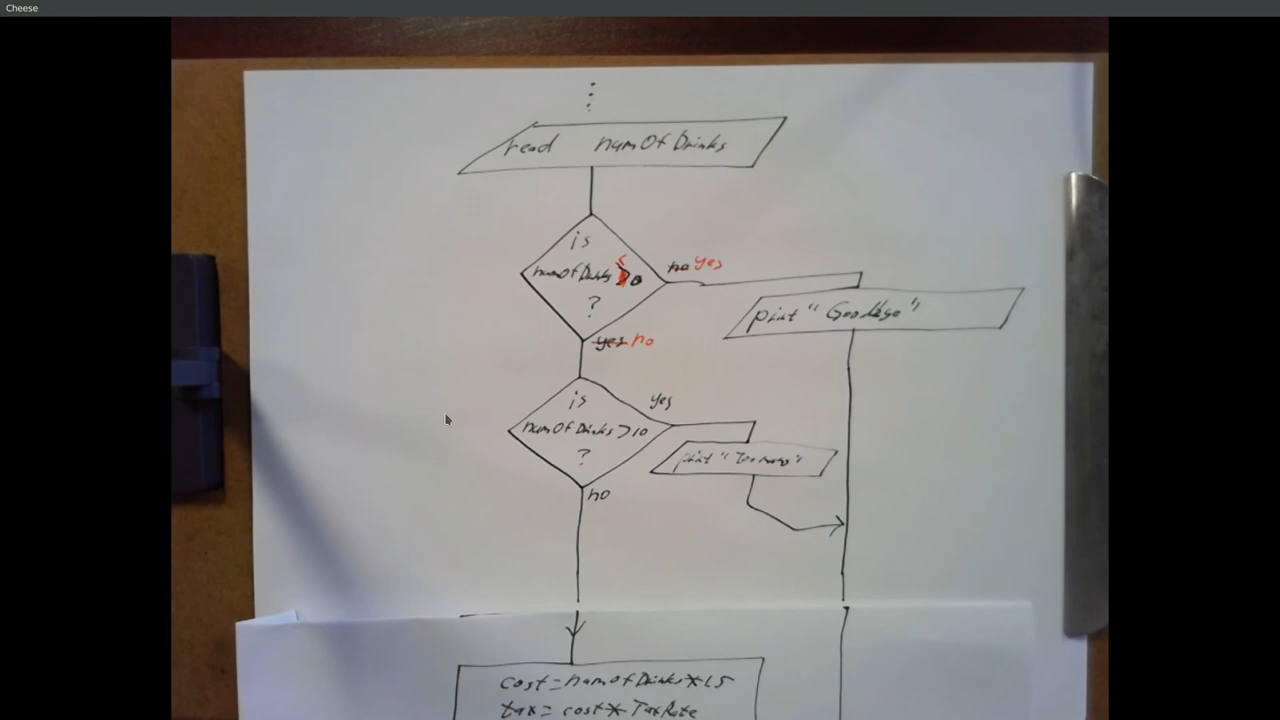 Cheese
read numOfDrinks
is
numOfDrinks ≤ 0
?
no yes
print "Goodbye"
yes no
is
numOfDrinks > 10
?
yes
print "Too many"
no
cost = numOfDrinks * 1.5
tax = cost * TaxRate